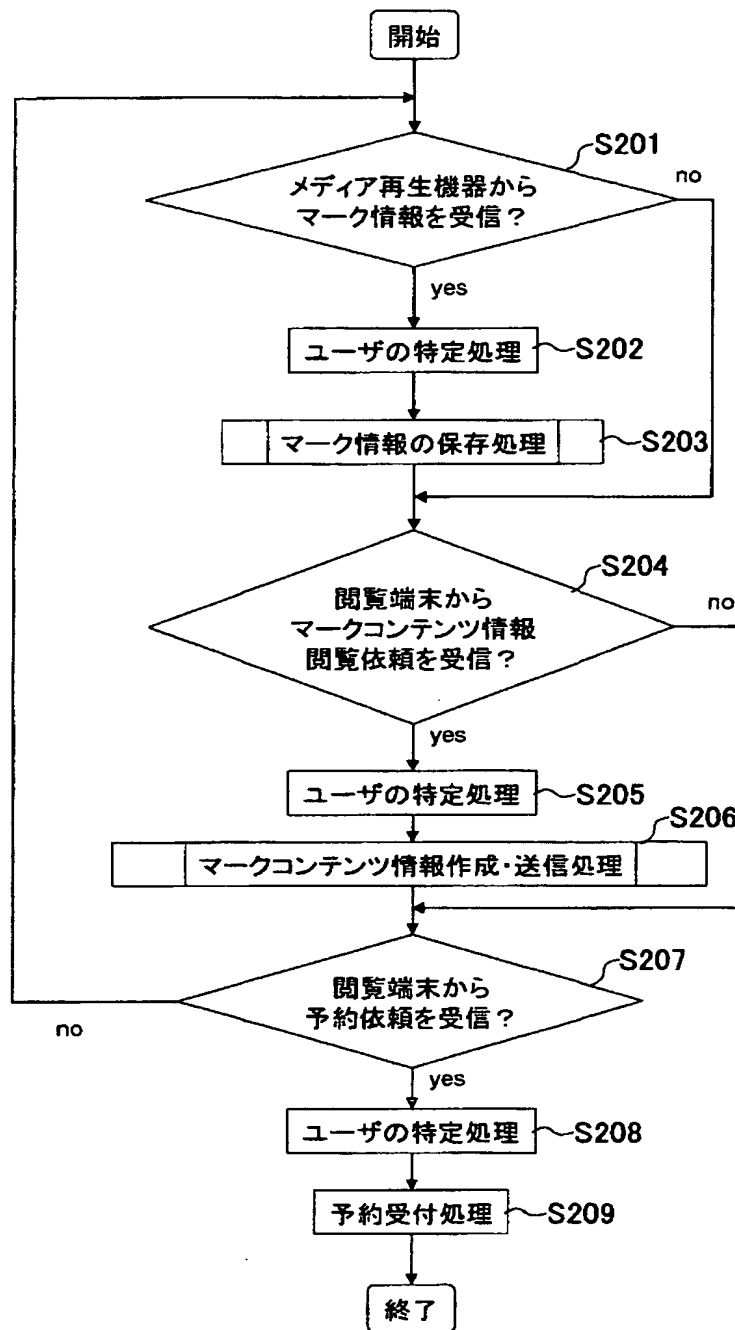 開始
S201
メディア再生機器から
マーク情報を受信?
no
yes
ユーザの特定処理
S202
マーク情報の保存処理
S203
S204
閲覧端末から
マークコンテンツ情報
閲覧依頼を受信?
no
yes
ユーザの特定処理
S205
S206
マークコンテンツ情報作成・送信処理
S207
閲覧端末から
予約依頼を受信?
no
yes
ユーザの特定処理
S208
予約受付処理
S209
終了